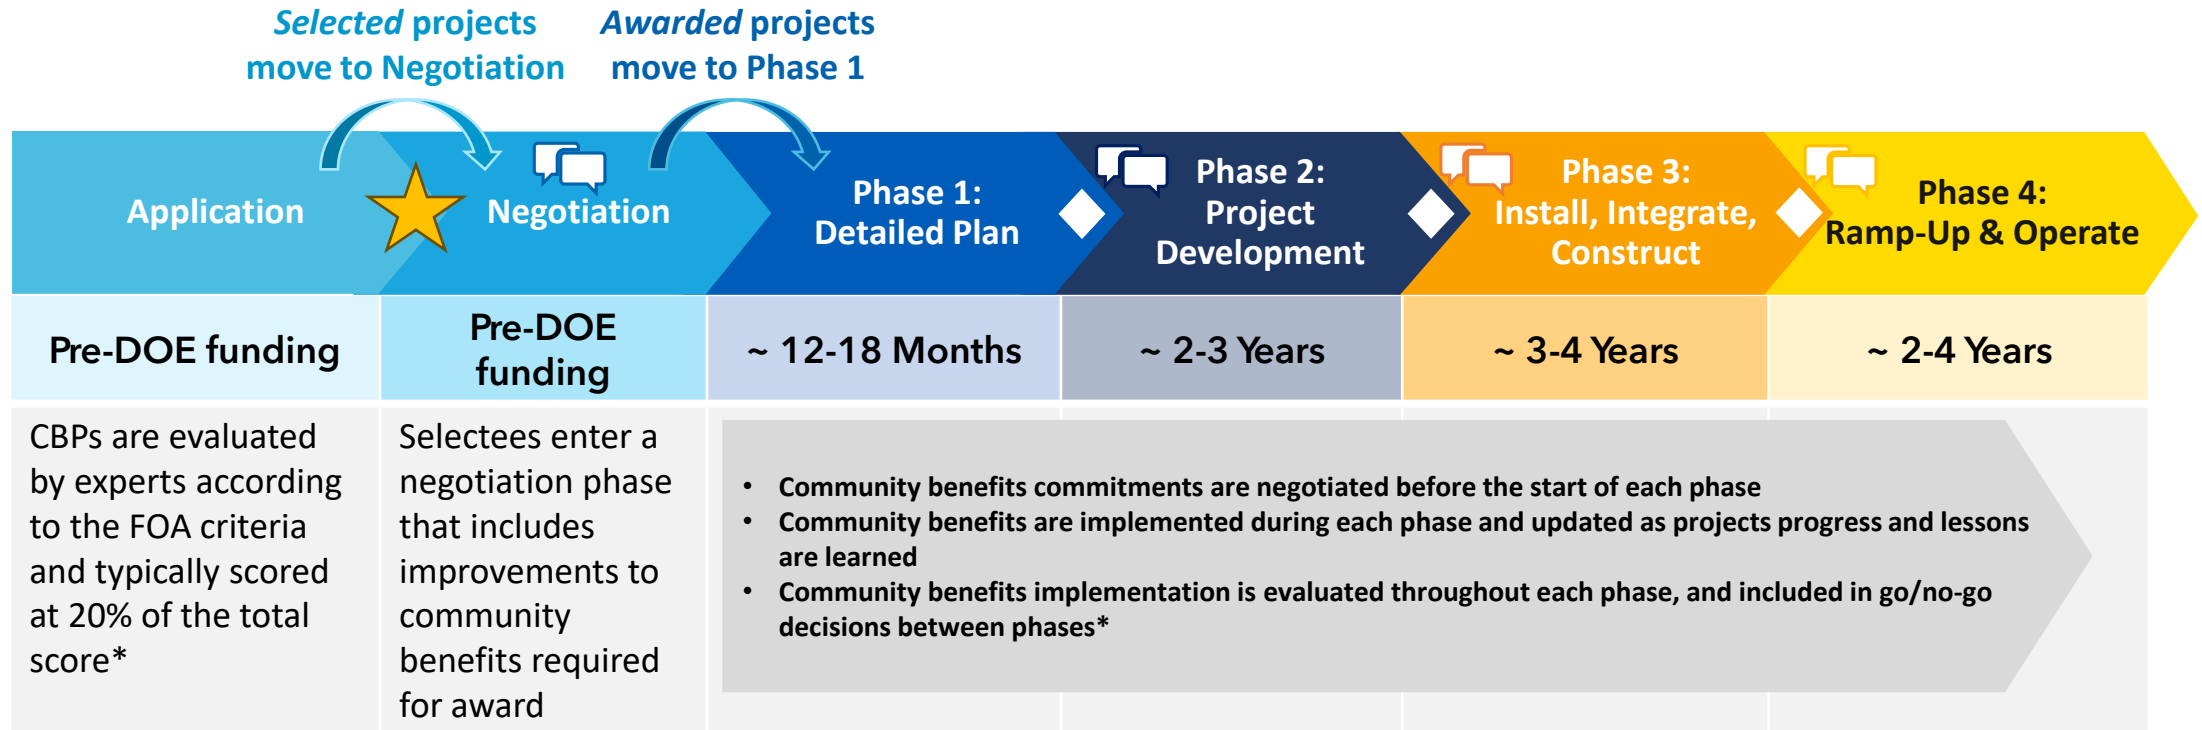 Selected projects
move to Negotiation
Awarded projects
move to Phase 1
Application
Negotiation
Phase 1:
Detailed Plan
Phase 2:
Project
Development
Phase 3:
Install, Integrate,
Construct
Phase 4:
Ramp-Up & Operate
Pre-DOE funding
Pre-DOE
funding
~ 12-18 Months
~ 2-3 Years
~ 3-4 Years
~ 2-4 Years
CBPs are evaluated
by experts according
to the FOA criteria
and typically scored
at 20% of the total
score*
Selectees enter a
negotiation phase
that includes
improvements to
community
benefits required
for award
• Community benefits commitments are negotiated before the start of each phase
• Community benefits are implemented during each phase and updated as projects progress and lessons
are learned
• Community benefits implementation is evaluated throughout each phase, and included in go/no-go
decisions between phases*